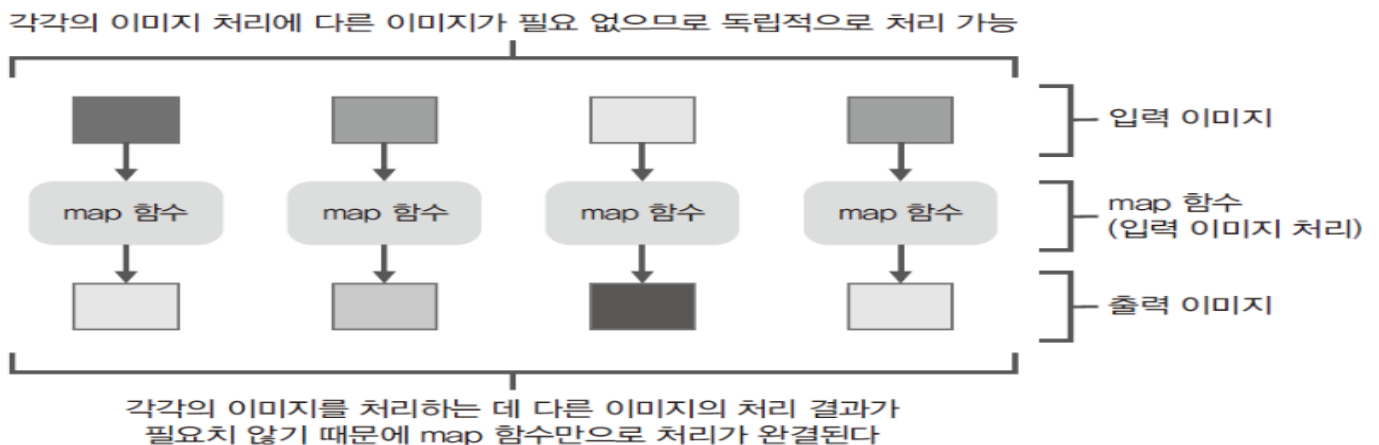 각각의 이미지 처리에 다른 이미지가 필요 없으므로 독립적으로 처리 가능
입력 이미지
map 함수
map 함수
map 함수
map 함수
map 함수
(입력 이미지 처리)
출력 이미지
각각의 이미지를 처리하는 데 다른 이미지의 처리 결과가
필요치 않기 때문에 map 함수만으로 처리가 완결된다